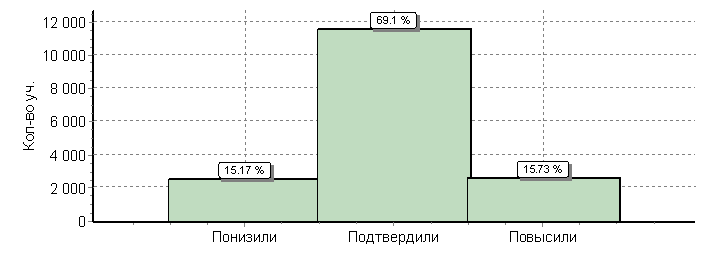 Кол-во уч.
12 000
10 000
8 000
6 000
4 000
2 000
0
69.1 %
15.17 %
15.73 %
Понизили
Подтвердили
Повысили